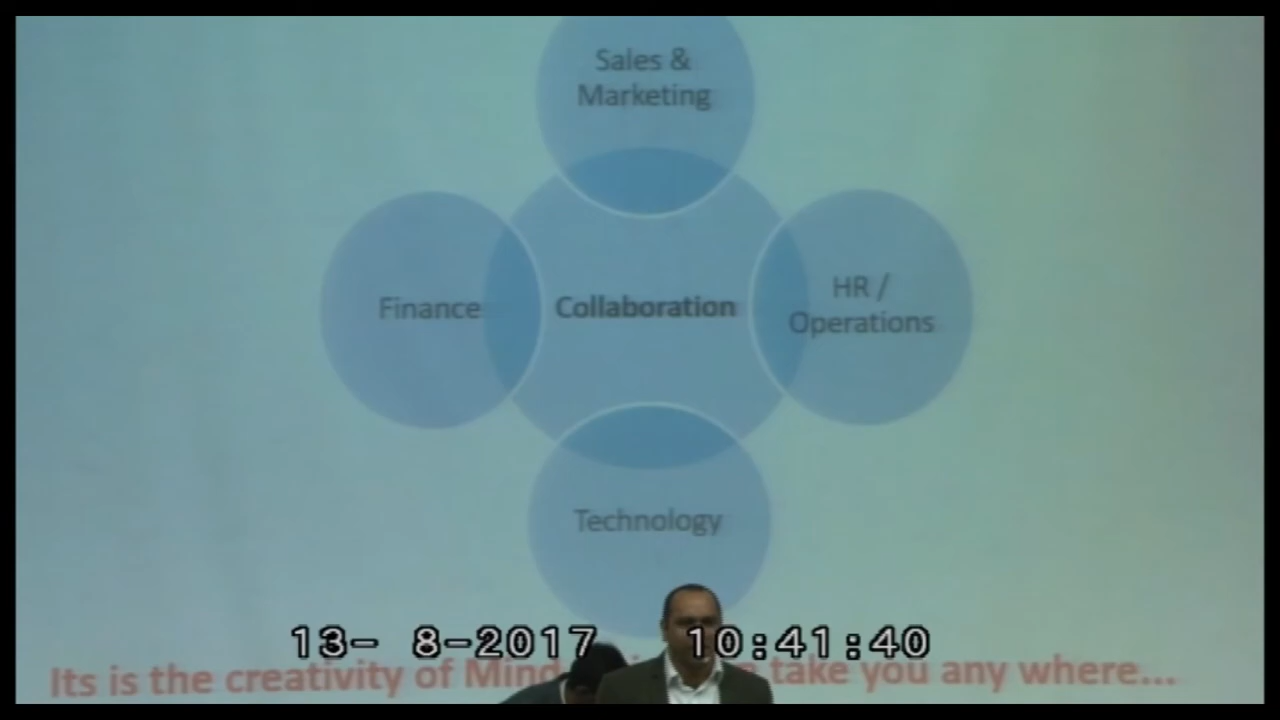 Sales &
Marketing
Finance
Collaboration
HR /
Operations
Technology
13- 8-2017 10:41:40
Its is the creativity of Mind take you any where...